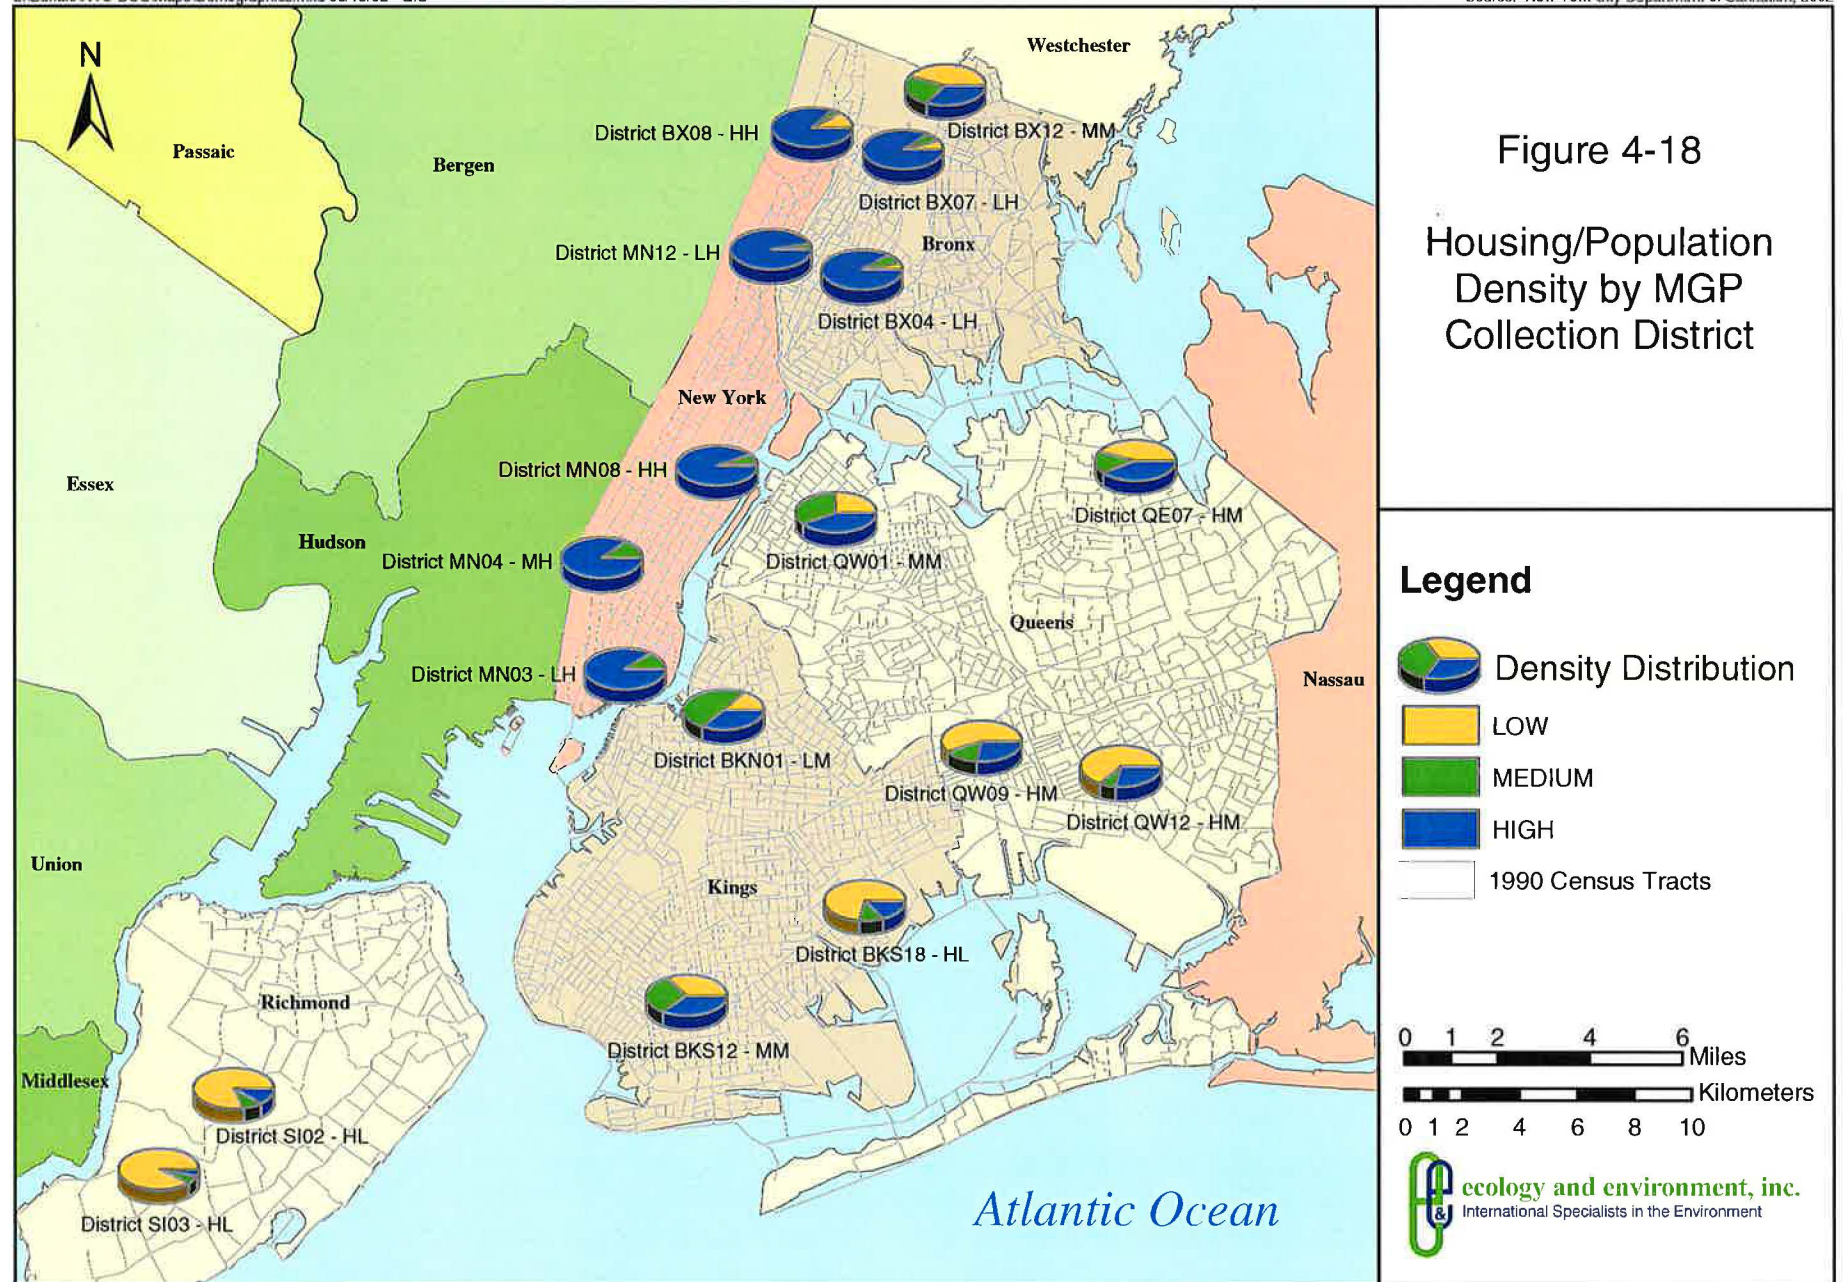 Westchester
N
Passaic
Bergen
District BX08 - HH
District BX12 - MM
District BX07 - LH
Bronx
District MN12 - LH
District BX04 - LH
New York
Essex
District MN08 - HH
Hudson
District QE07 - HM
District MN04 - MH
District QW01 - MM
Queens
District MN03 - LH
Nassau
District BKN01 - LM
District QW09 - HM
District QW12 - HM
Union
Kings
District BKS18 - HL
Richmond
District BKS12 - MM
Middlesex
District SI02 - HL
District SI03 - HL
Atlantic Ocean
Figure 4-18
Housing/Population
Density by MGP
Collection District
Legend
Density Distribution
LOW
MEDIUM
HIGH
1990 Census Tracts
0 1 2 4 6
Miles
Kilometers
0 1 2 4 6 8 10
ecology and environment, inc.
International Specialists in the Environment
&